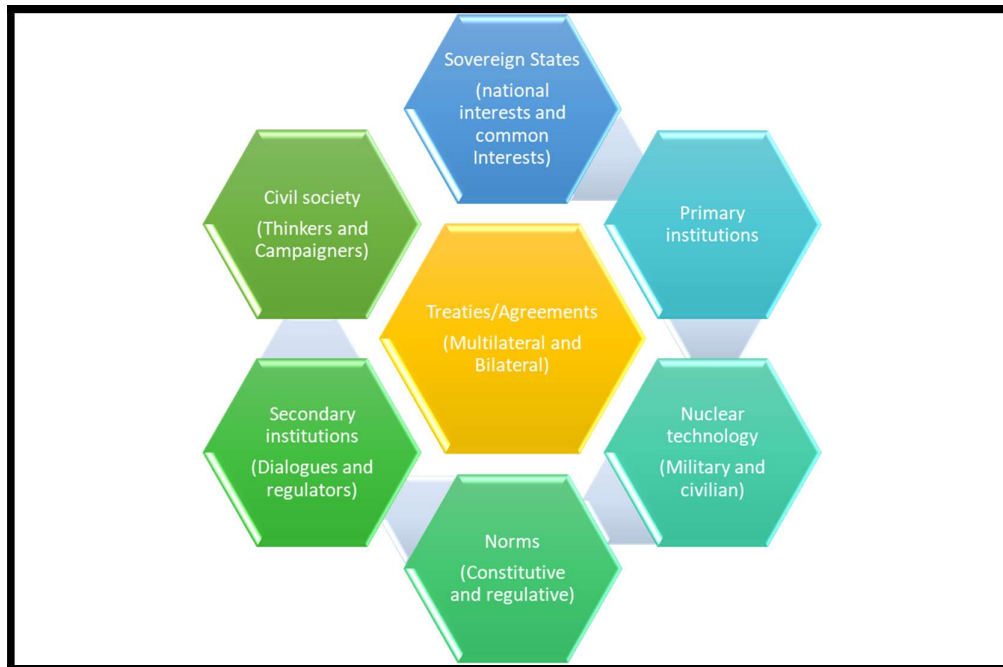 Sovereign States
(national
interests and
common
Interests)
Primary
institutions
Nuclear
technology
(Military and
civilian)
Norms
(Constitutive
and regulative)
Secondary
institutions
(Dialogues and
regulators)
Civil society
(Thinkers and
Campaigners)
Treaties/Agreements
(Multilateral and
Bilateral)